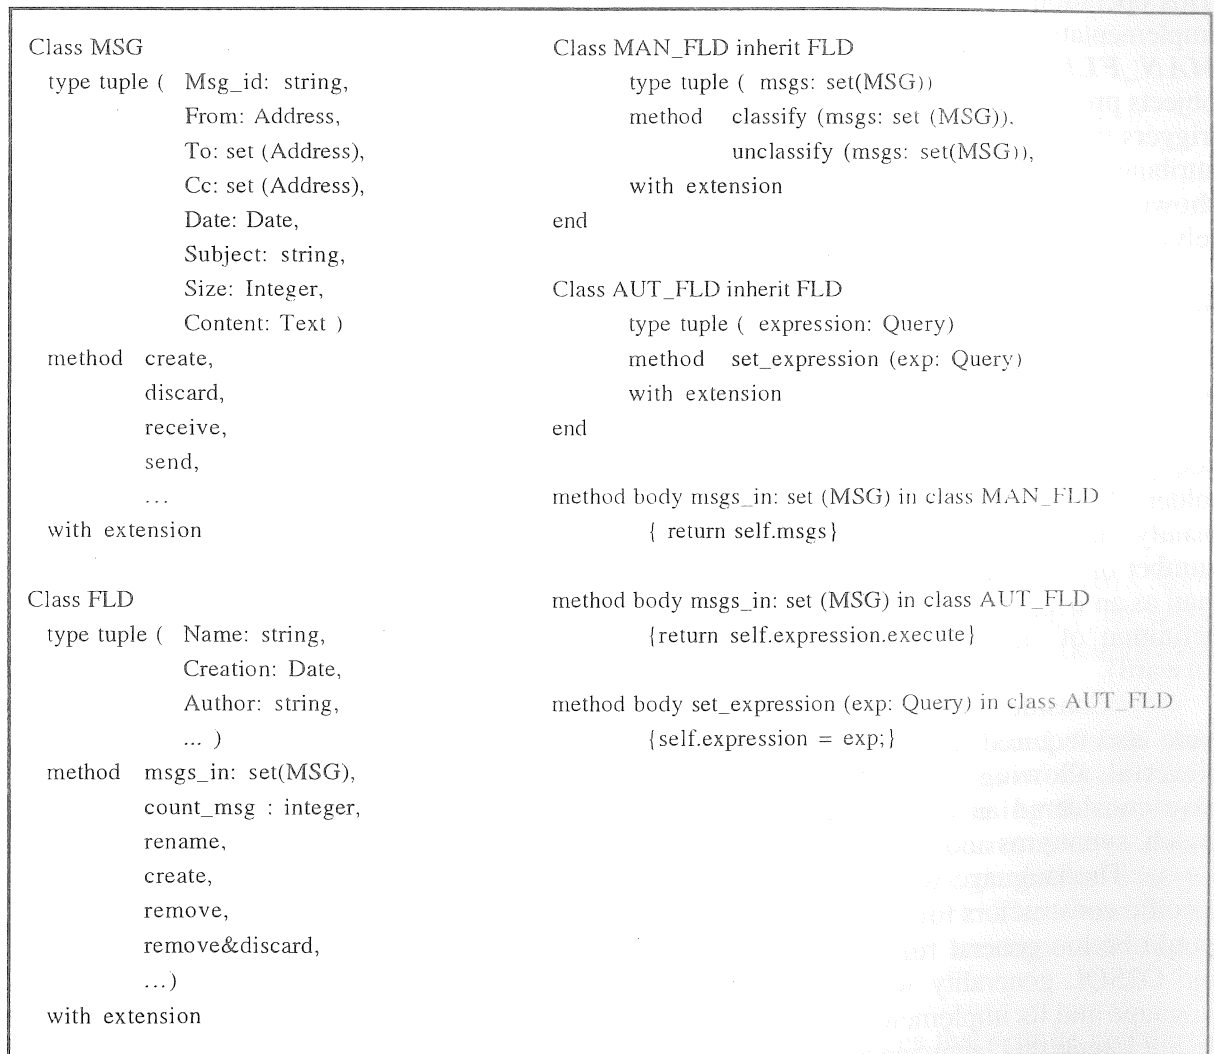 Class MSG
type tuple ( Msg_id: string,
From: Address,
To: set (Address),
Cc: set (Address),
Date: Date,
Subject: string,
Size: Integer,
Content: Text )
method create,
discard,
receive,
send,
...
with extension
Class FLD
type tuple ( Name: string,
Creation: Date,
Author: string,
... )
method msgs_in: set(MSG),
count_msg : integer,
rename,
create,
remove,
remove&discard,
...)
with extension
Class MAN_FLD inherit FLD
type tuple ( msgs: set(MSG))
method classify (msgs: set (MSG)).
unclassify (msgs: set(MSG)),
with extension
end
Class AUT_FLD inherit FLD
type tuple ( expression: Query)
method set_expression (exp: Query)
with extension
end
method body msgs_in: set (MSG) in class MAN_FLD
{ return self.msgs}
method body msgs_in: set (MSG) in class AUT_FLD
{return self.expression.execute}
method body set_expression (exp: Query) in class AUT_FLD
{self.expression = exp;}